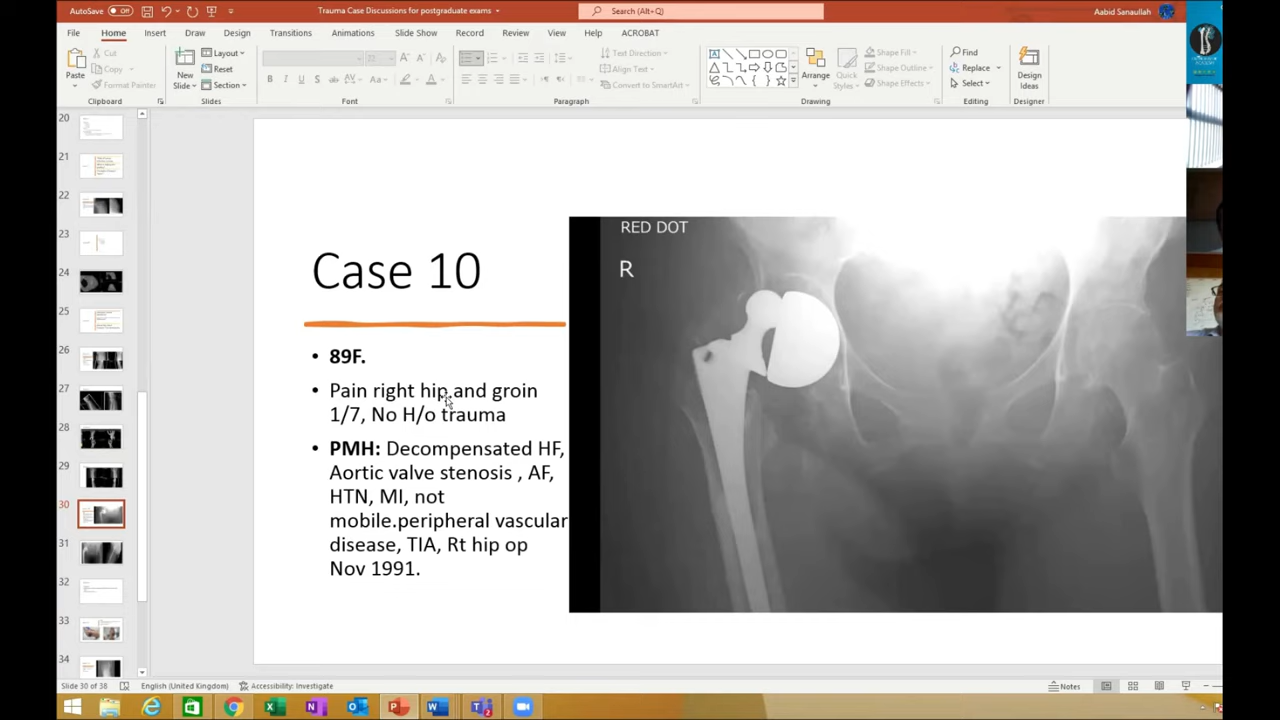 AutoSave Off
Trauma Case Discussions for postgraduate exams
Search (Alt+Q)
Aabid Sanaullah
File Home Insert Draw Design Transitions Animations Slide Show Record Review View Help ACROBAT
Paste
Cut
Copy
Format Painter
Clipboard
New
Slide
Layout
Reset
Section
Slides
Font
Text Direction
Align Text
Convert to SmartArt
Paragraph
Arrange
Quick
Styles
Shape Fill
Shape Outline
Shape Effects
Drawing
Find
Replace
Select
Editing
Design
Ideas
Designer
20
21
22
23
24
25
26
27
28
29
30
31
32
33
34
Case 10
• 89F.
• Pain right hip and groin
1/7, No H/o trauma
• PMH: Decompensated HF,
Aortic valve stenosis , AF,
HTN, MI, not
mobile.peripheral vascular
disease, TIA, Rt hip op
Nov 1991.
RED DOT
R
Slide 30 of 38
English (United Kingdom)
Accessibility: Investigate
Notes